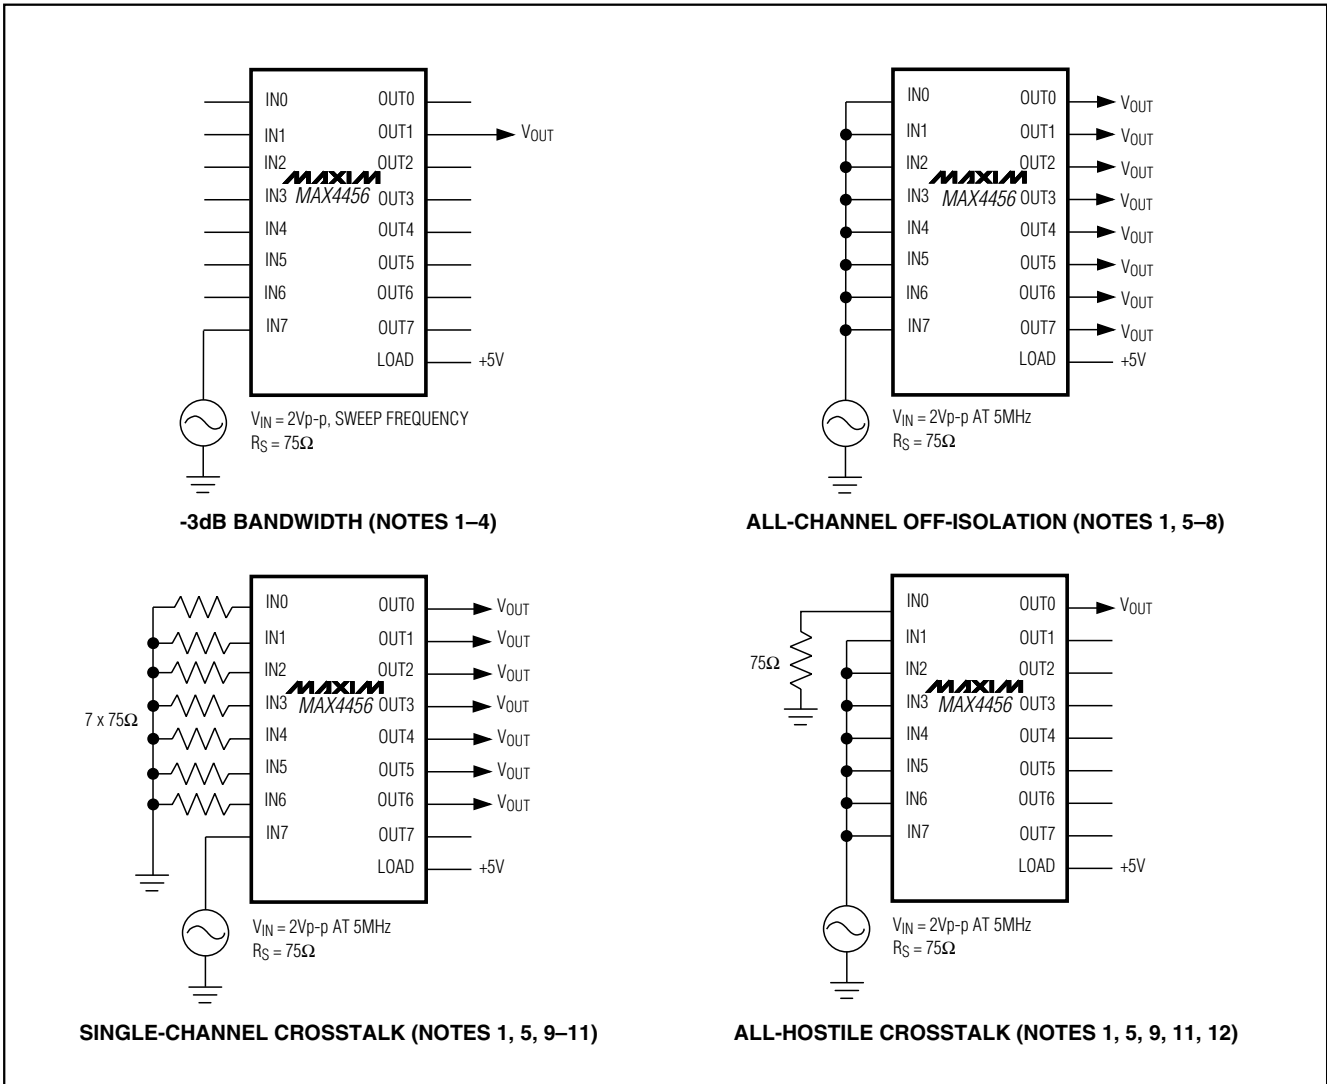 IN0 OUT0
IN1 OUT1 VOUT
IN2 OUT2
MAXIM
IN3 MAX4456 OUT3
IN4 OUT4
IN5 OUT5
IN6 OUT6
IN7 OUT7
LOAD +5V
VIN = 2Vp-p, SWEEP FREQUENCY
RS = 75Ω
-3dB BANDWIDTH (NOTES 1–4)
IN0 OUT0 VOUT
IN1 OUT1 VOUT
IN2 OUT2 VOUT
MAXIM
IN3 MAX4456 OUT3 VOUT
IN4 OUT4 VOUT
IN5 OUT5 VOUT
IN6 OUT6 VOUT
IN7 OUT7 VOUT
LOAD +5V
VIN = 2Vp-p AT 5MHz
RS = 75Ω
ALL-CHANNEL OFF-ISOLATION (NOTES 1, 5–8)
IN0 OUT0 VOUT
IN1 OUT1 VOUT
IN2 OUT2 VOUT
MAXIM
7 x 75Ω IN3 MAX4456 OUT3 VOUT
IN4 OUT4 VOUT
IN5 OUT5 VOUT
IN6 OUT6 VOUT
IN7 OUT7
LOAD +5V
VIN = 2Vp-p AT 5MHz
RS = 75Ω
SINGLE-CHANNEL CROSSTALK (NOTES 1, 5, 9–11)
IN0 OUT0 VOUT
IN1 OUT1
75Ω IN2 OUT2
MAXIM
IN3 MAX4456 OUT3
IN4 OUT4
IN5 OUT5
IN6 OUT6
IN7 OUT7
LOAD +5V
VIN = 2Vp-p AT 5MHz
RS = 75Ω
ALL-HOSTILE CROSSTALK (NOTES 1, 5, 9, 11, 12)